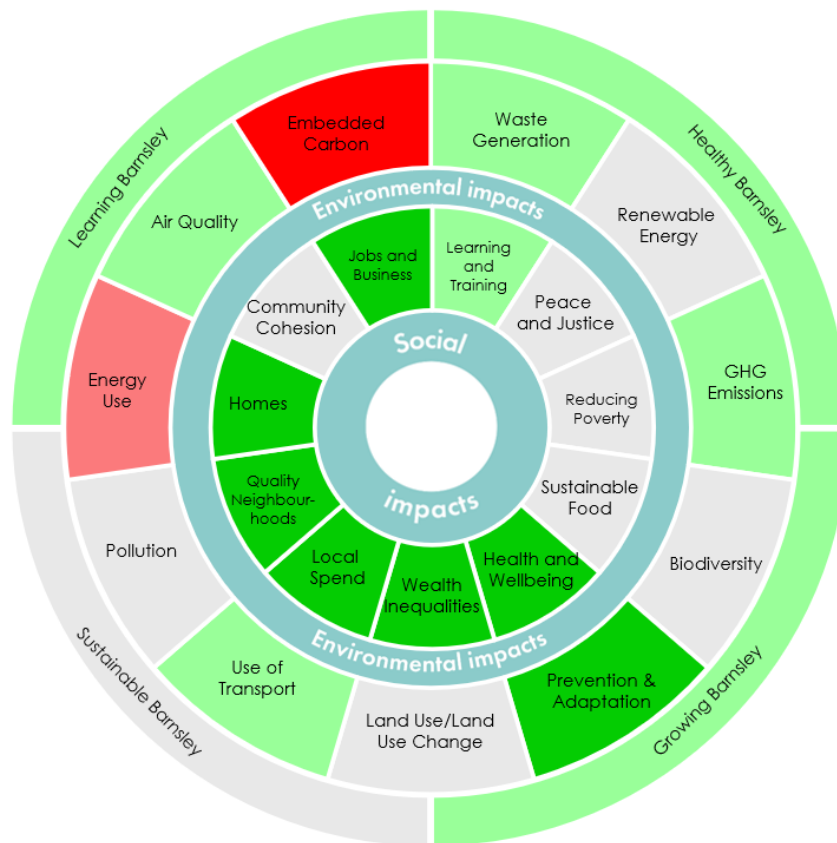 Learning Barnsley
Healthy Barnsley
Growing Barnsley
Sustainable Barnsley
Embedded
Carbon
Waste
Generation
Renewable
Energy
GHG
Emissions
Biodiversity
Prevention &
Adaptation
Land Use/Land
Use Change
Use of
Transport
Pollution
Energy
Use
Air Quality
Environmental impacts
Environmental impacts
Jobs and
Business
Learning
and
Training
Peace
and Justice
Reducing
Poverty
Sustainable
Food
Health and
Wellbeing
Wealth
Inequalities
Local
Spend
Quality
Neighbour-
hoods
Homes
Community
Cohesion
Social
impacts